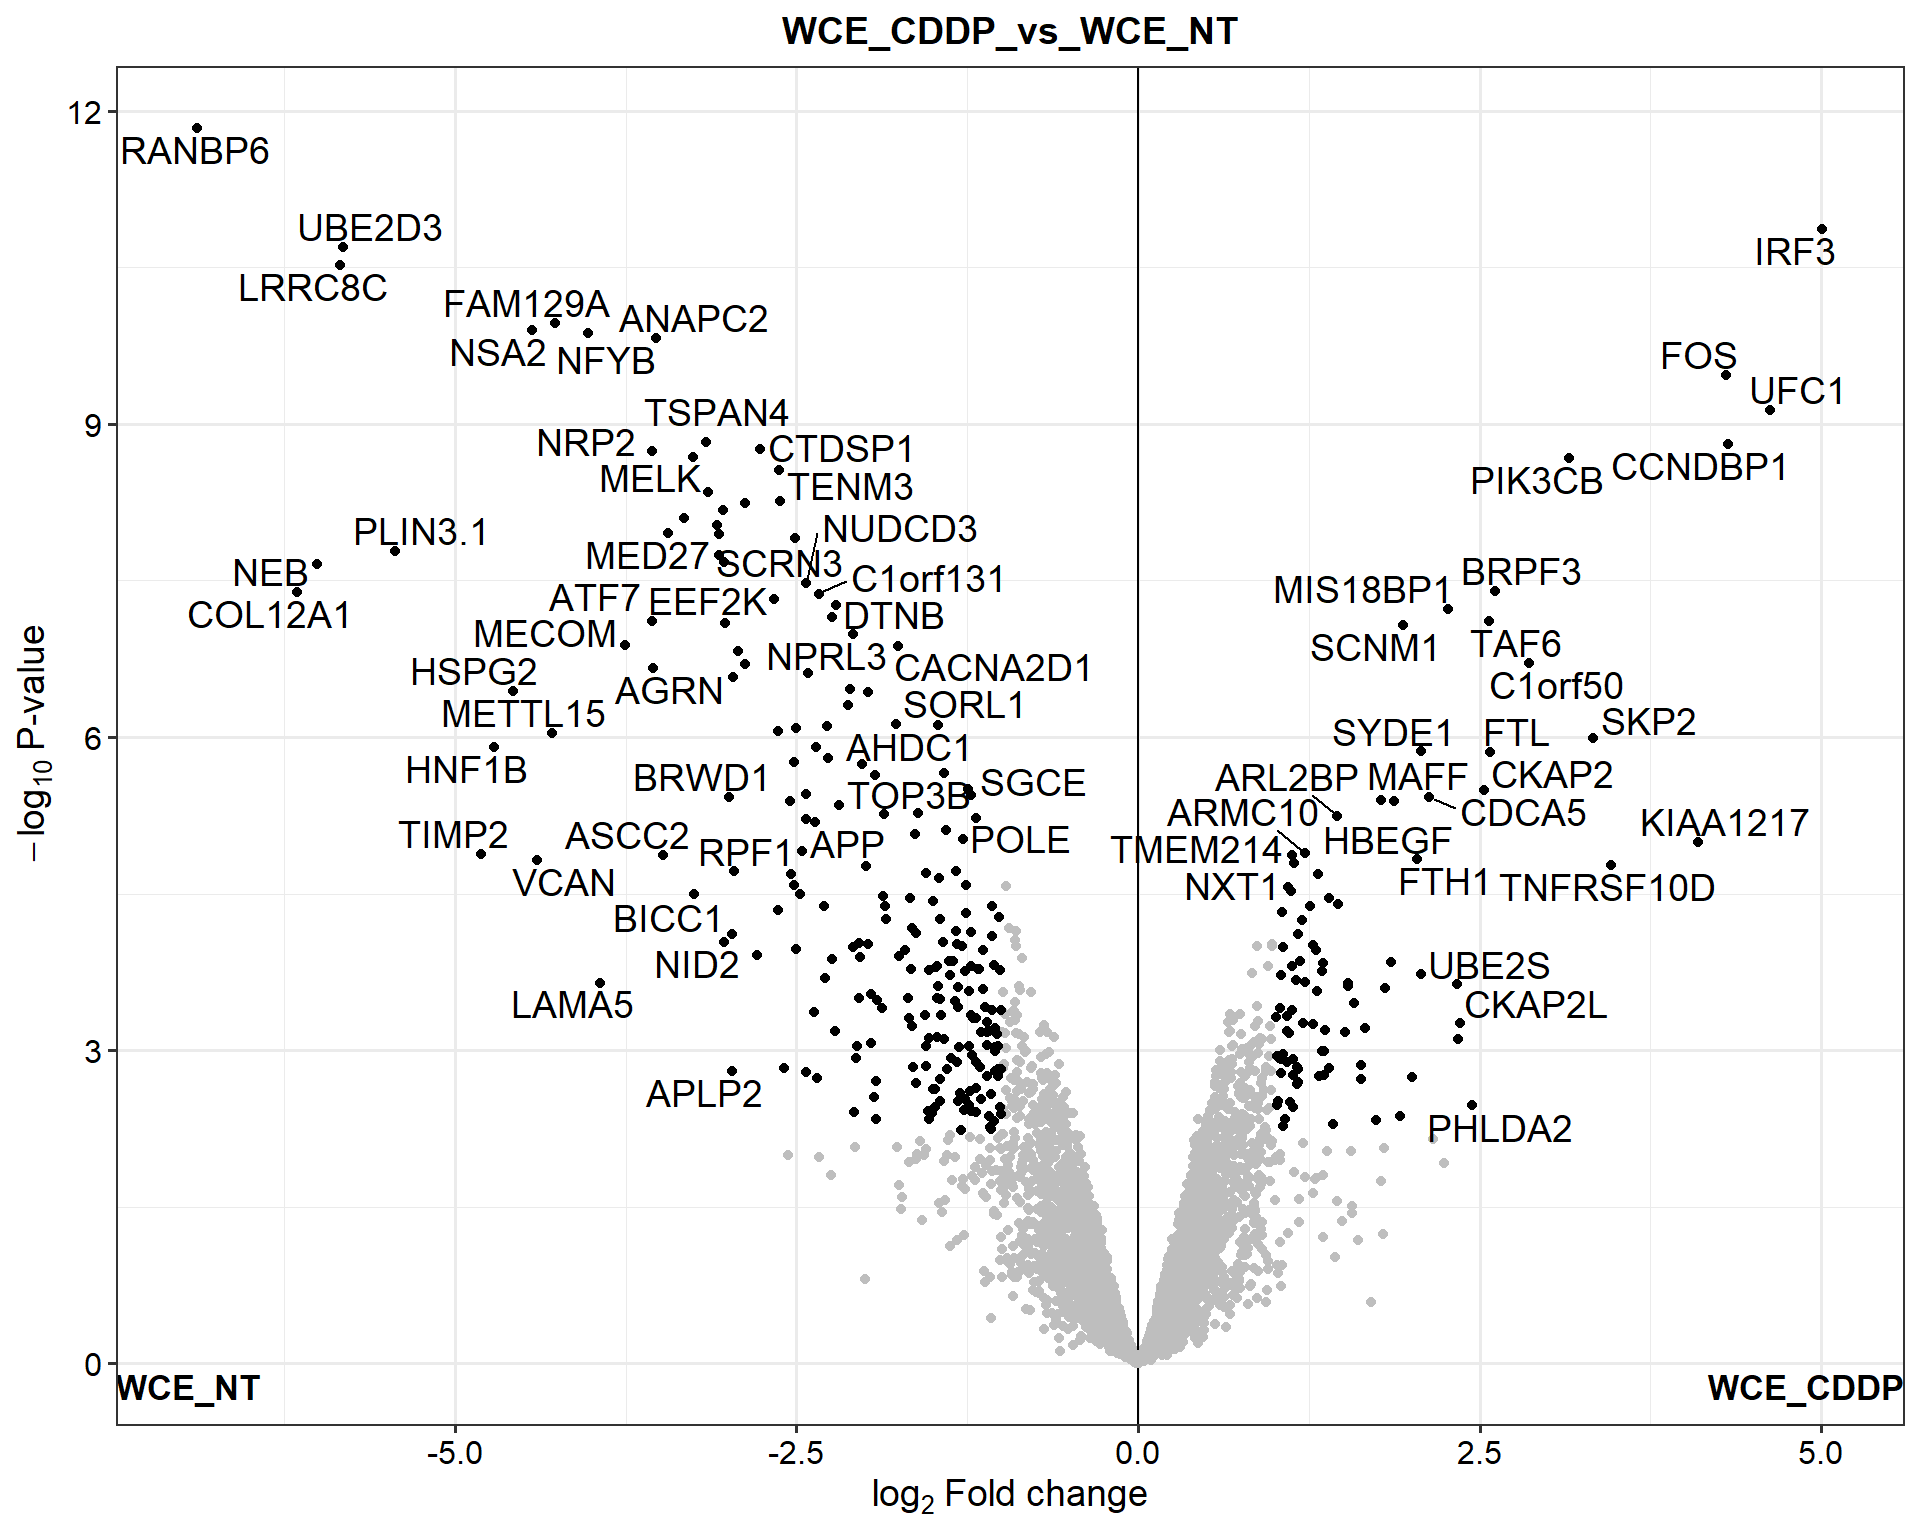 WCE_CDDP_vs_WCE_NT
12
RANBP6
UBE2D3
IRF3
LRRC8C
FAM129A
ANAPC2
NSA2
NFYB
FOS
UFC1
9
TSPAN4
NRP2
CTDSP1
MELK
TENM3
CCNDBP1
PIK3CB
PLIN3.1
NUDCD3
MED27
SCRN3
NEB
C1orf131
BRPF3
MIS18BP1
ATF7
EEF2K
COL12A1
DTNB
MECOM
SCNM1
TAF6
NPRL3
CACNA2D1
HSPG2
AGRN
C1orf50
METTL15
SORL1
SKP2
6
SYDE1
FTL
AHDC1
HNF1B
BRWD1
ARL2BP
MAFF
CKAP2
SGCE
TOP3B
ARMC10
CDCA5
KIAA1217
TIMP2
ASCC2
POLE
HBEGF
RPF1
APP
TMEM214
VCAN
NXT1
FTH1
TNFRSF10D
BICC1
NID2
UBE2S
LAMA5
CKAP2L
3
APLP2
PHLDA2
0
WCE_NT
WCE_CDDP
-5.0
-2.5
0.0
2.5
5.0
log2 Fold change
−log10 P-value